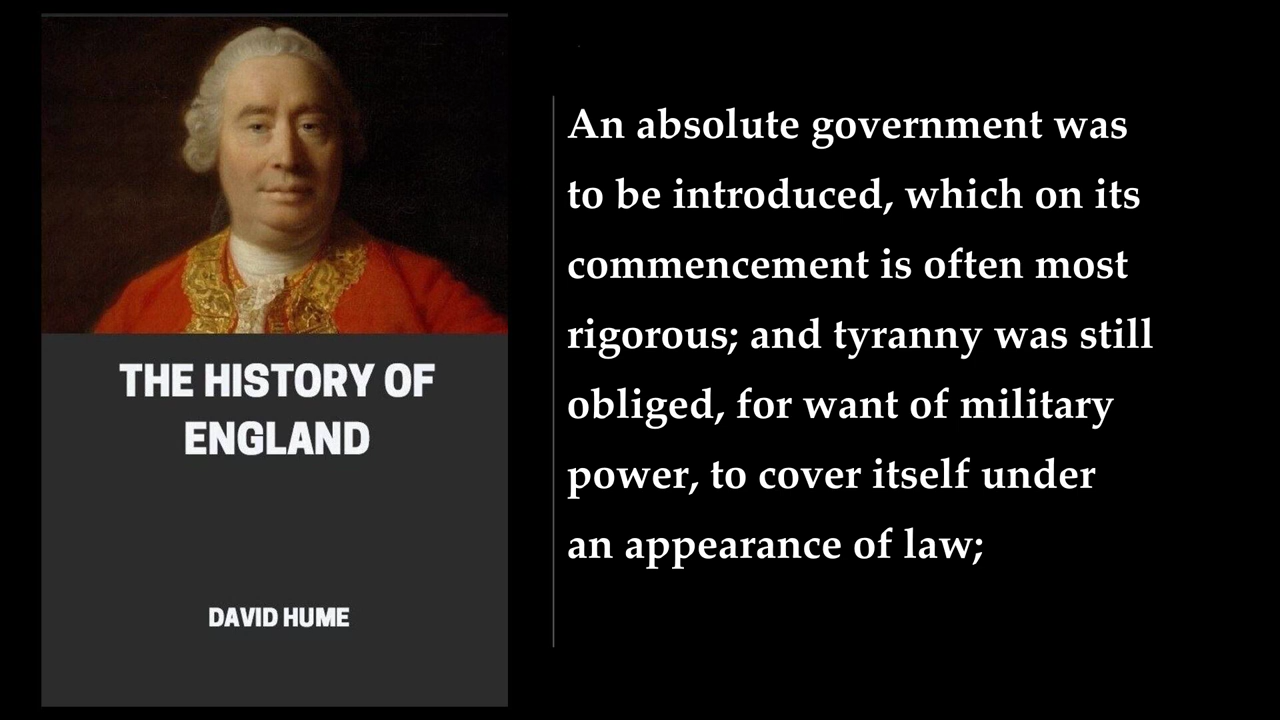 THE HISTORY OF
ENGLAND
DAVID HUME
An absolute government was
to be introduced, which on its
commencement is often most
rigorous; and tyranny was still
obliged, for want of military
power, to cover itself under
an appearance of law;